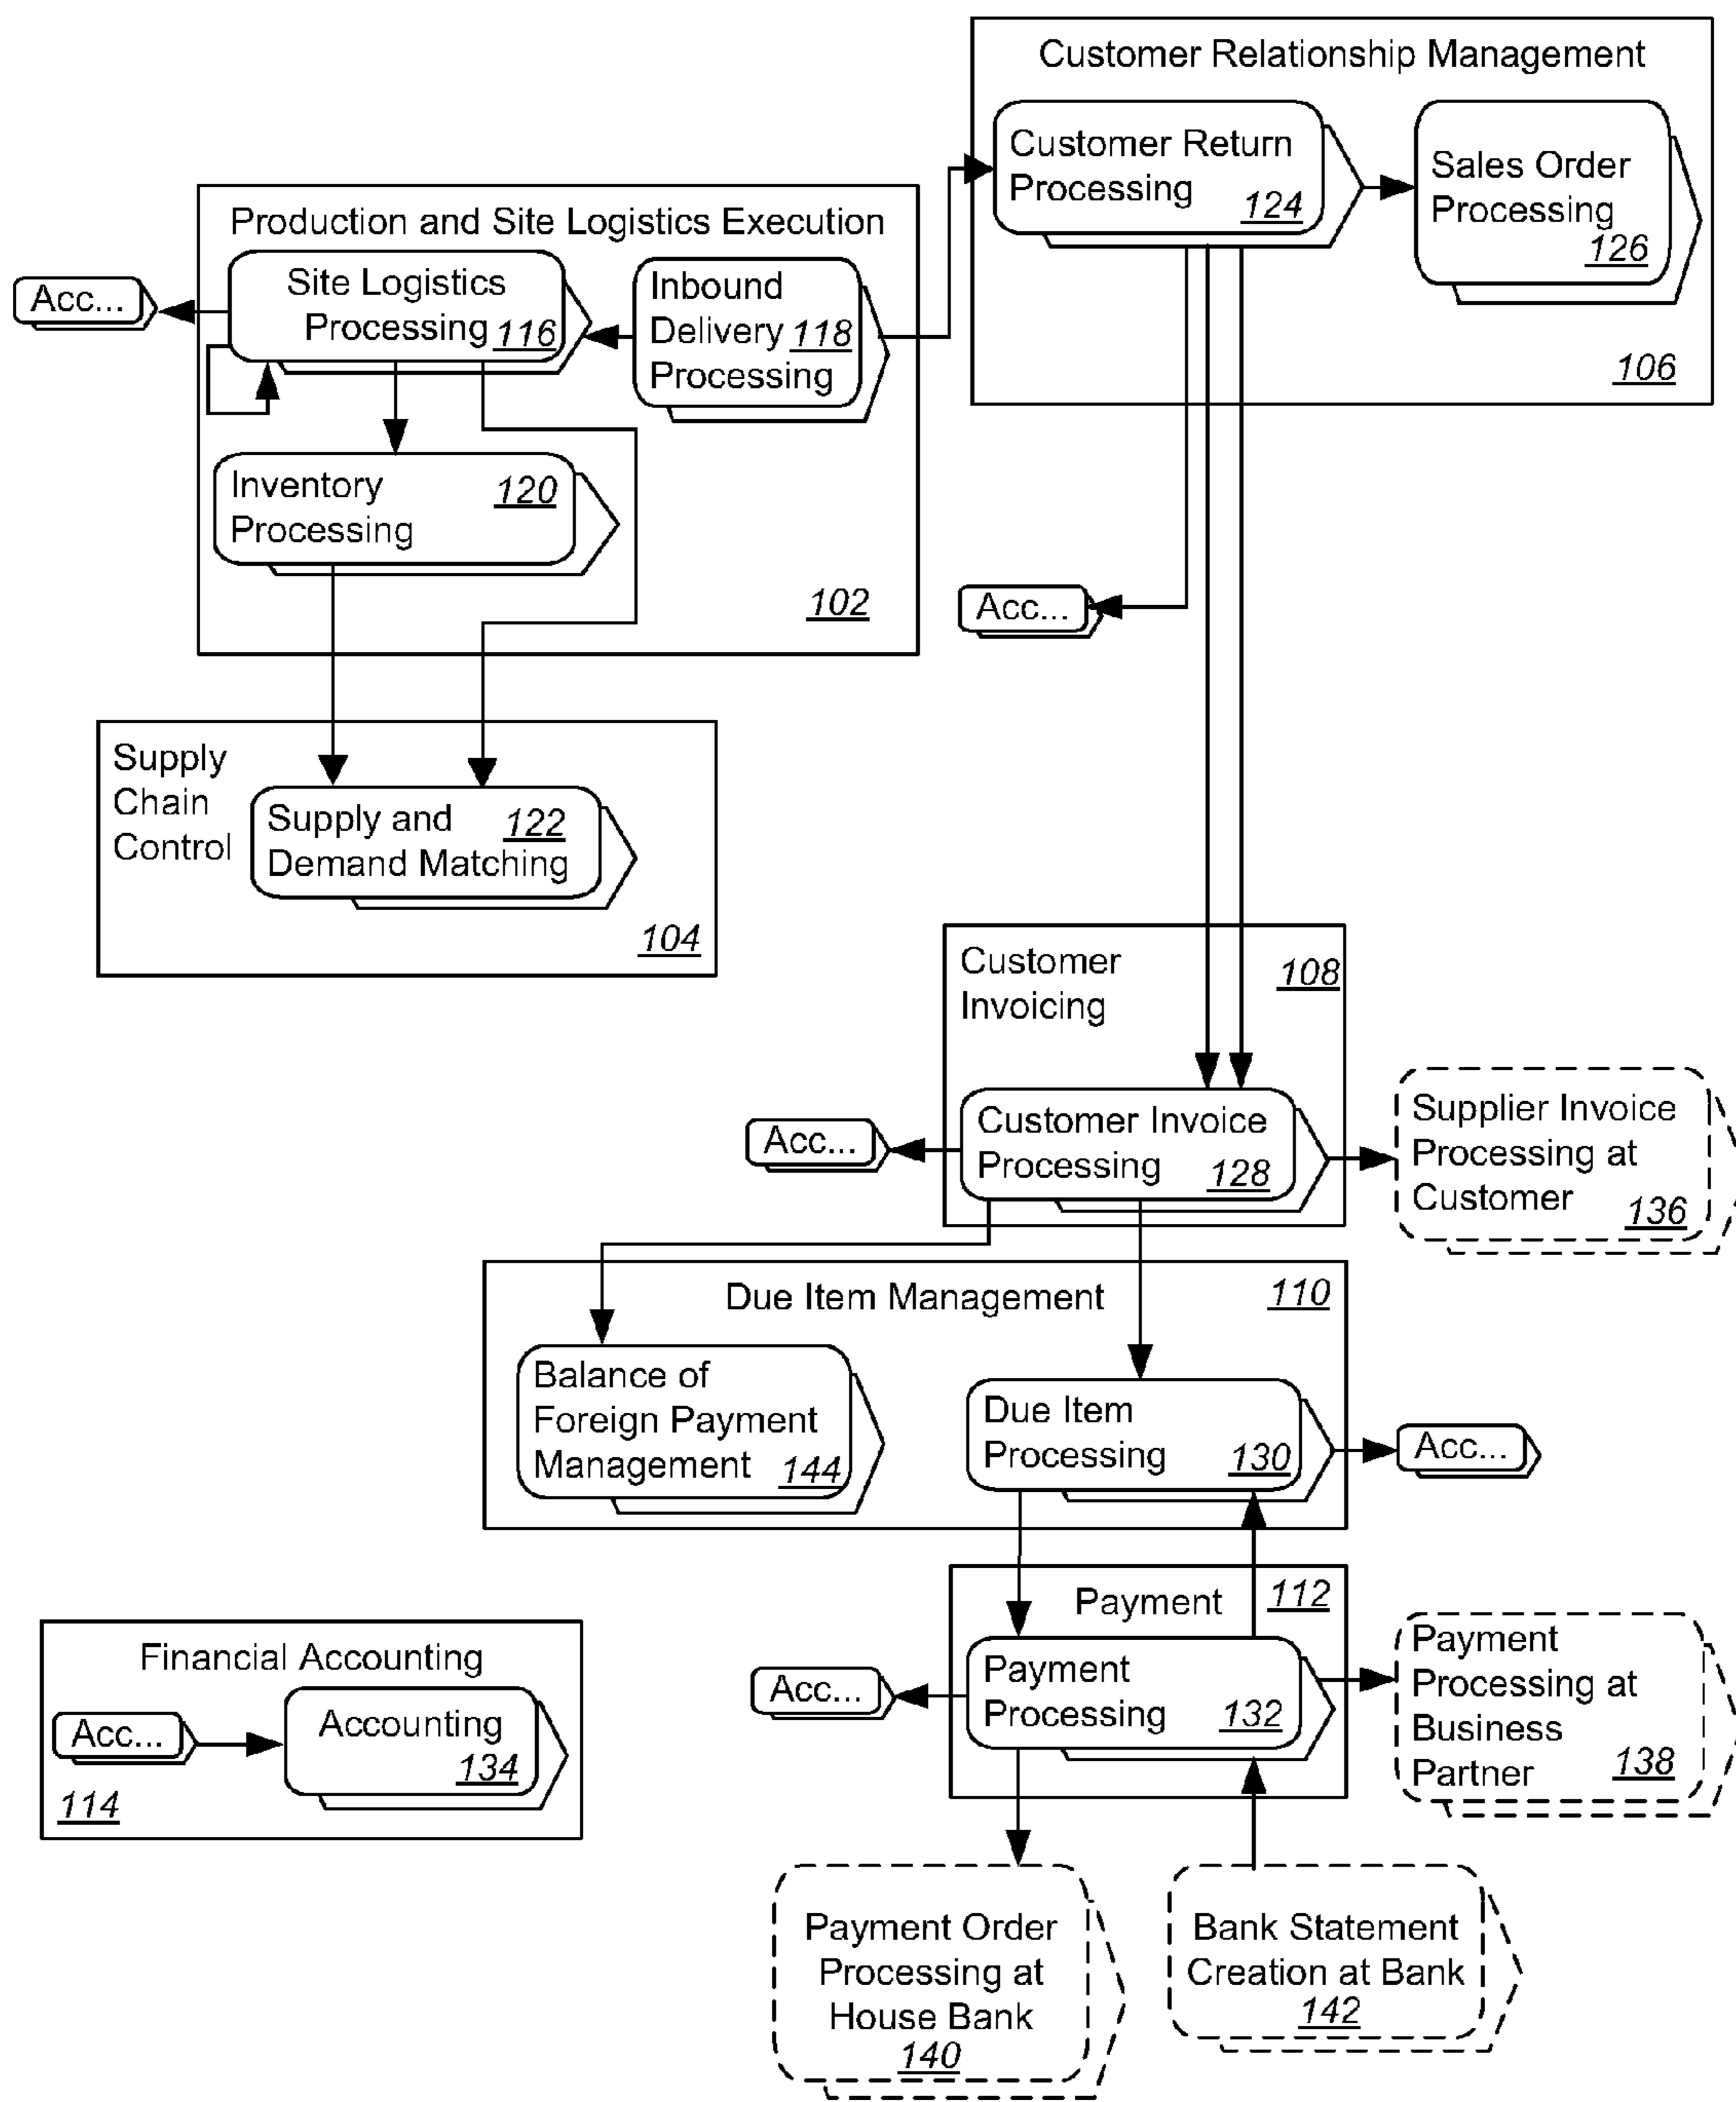 Customer Relationship Management
Customer Return
Processing 124
Sales Order
Processing
126
106
Production and Site Logistics Execution
Acc...
Site Logistics
Processing 116
Inbound
Delivery 118
Processing
Inventory 120
Processing
102
Acc...
Supply
Chain
Control
Supply and 122
Demand Matching
104
Customer 108
Invoicing
Acc...
Customer Invoice
Processing 128
Supplier Invoice
Processing at
Customer 136
Due Item Management 110
Balance of
Foreign Payment
Management 144
Due Item
Processing 130
Acc...
Payment 112
Acc...
Payment
Processing 132
Payment
Processing at
Business
Partner 138
Financial Accounting
Acc...
Accounting
134
114
Payment Order
Processing at
House Bank
140
Bank Statement
Creation at Bank
142